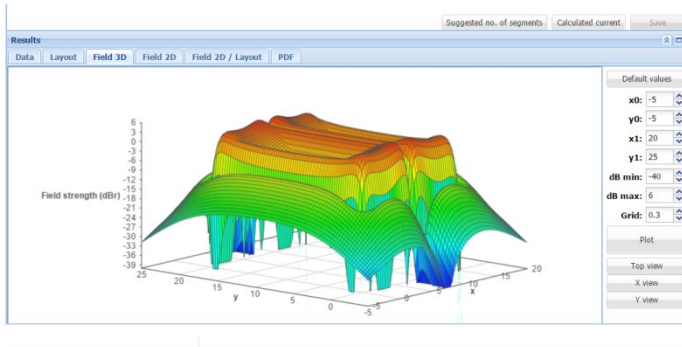 Suggested no. of segments Calculated current Save
Results
Data Layout Field 3D Field 2D Field 2D / Layout PDF
Default values
x0: -5
y0: -5
x1: 20
y1: 25
dB min: -40
dB max: 6
Grid: 0.3
Plot
Top view
X view
Y view
6
3
0
-3
-6
-9
-12
-15
-18
-21
-24
-27
-30
-33
-36
-39
Field strength (dBr)
25 20 15 10 5 0 -5
y
-5 0 5 10 15 20
x